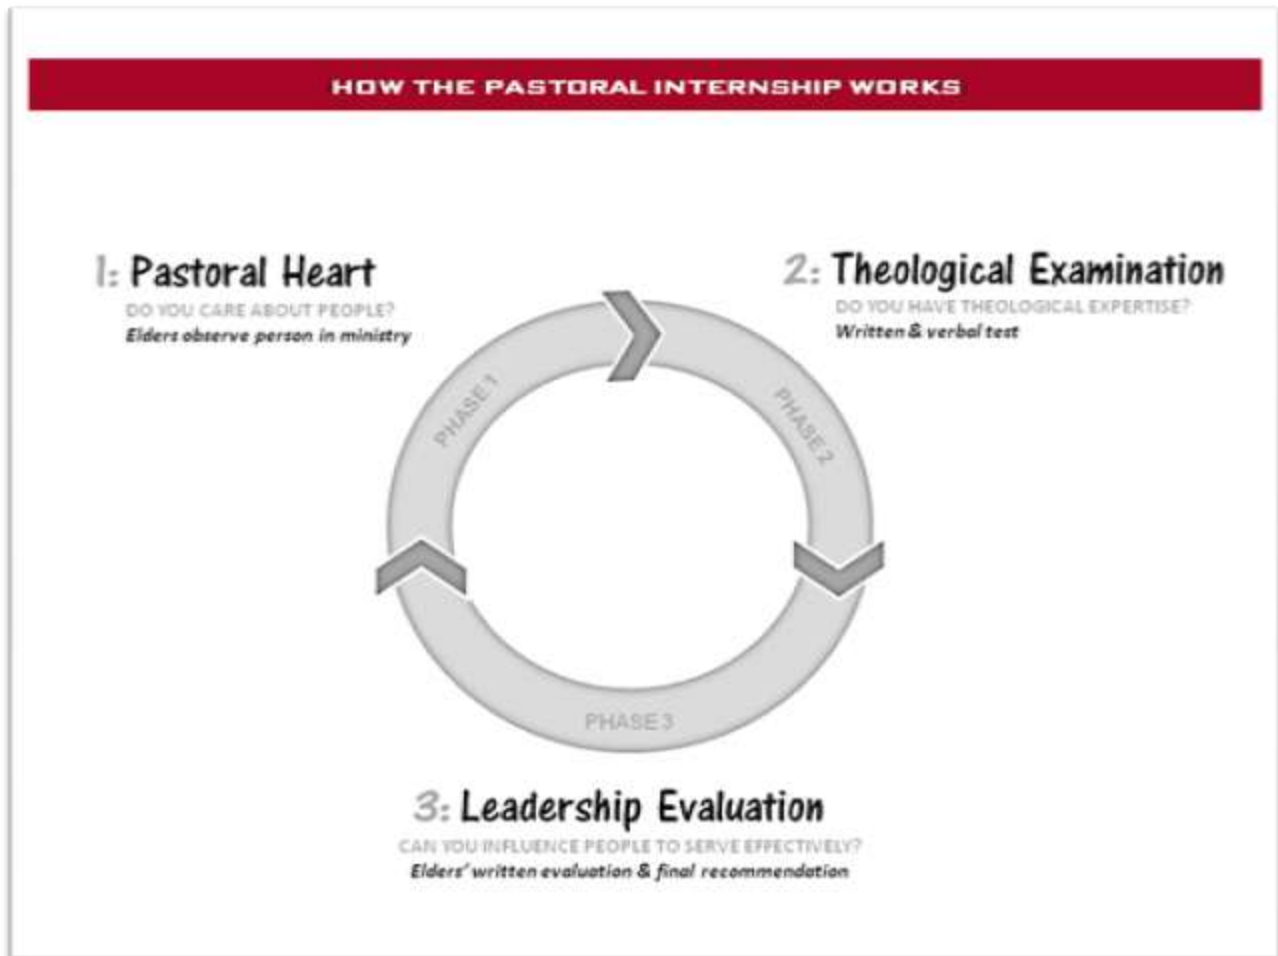 HOW THE PASTORAL INTERNSHIP WORKS
1: Pastoral Heart
DO YOU CARE ABOUT PEOPLE?
Elders observe person in ministry
2: Theological Examination
DO YOU HAVE THEOLOGICAL EXPERTISE?
Written & verbal test
PHASE 1
PHASE 2
PHASE 3
3: Leadership Evaluation
CAN YOU INFLUENCE PEOPLE TO SERVE EFFECTIVELY?
Elders' written evaluation & final recommendation